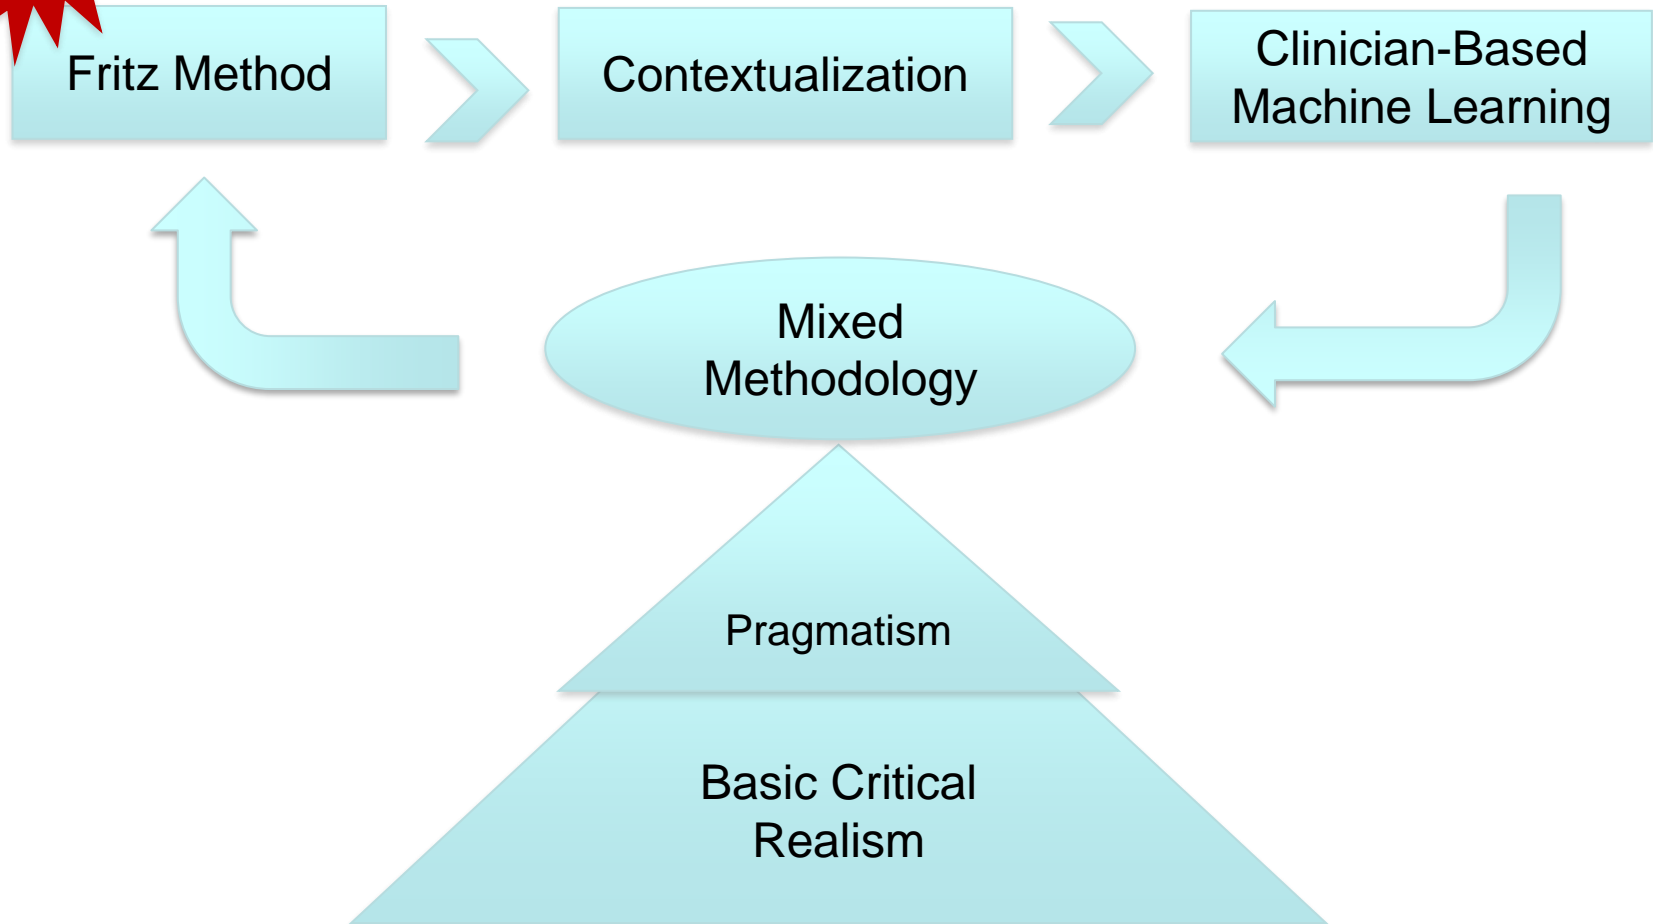 Fritz Method
Contextualization
Clinician-Based
Machine Learning
Mixed
Methodology
Pragmatism
Basic Critical
Realism